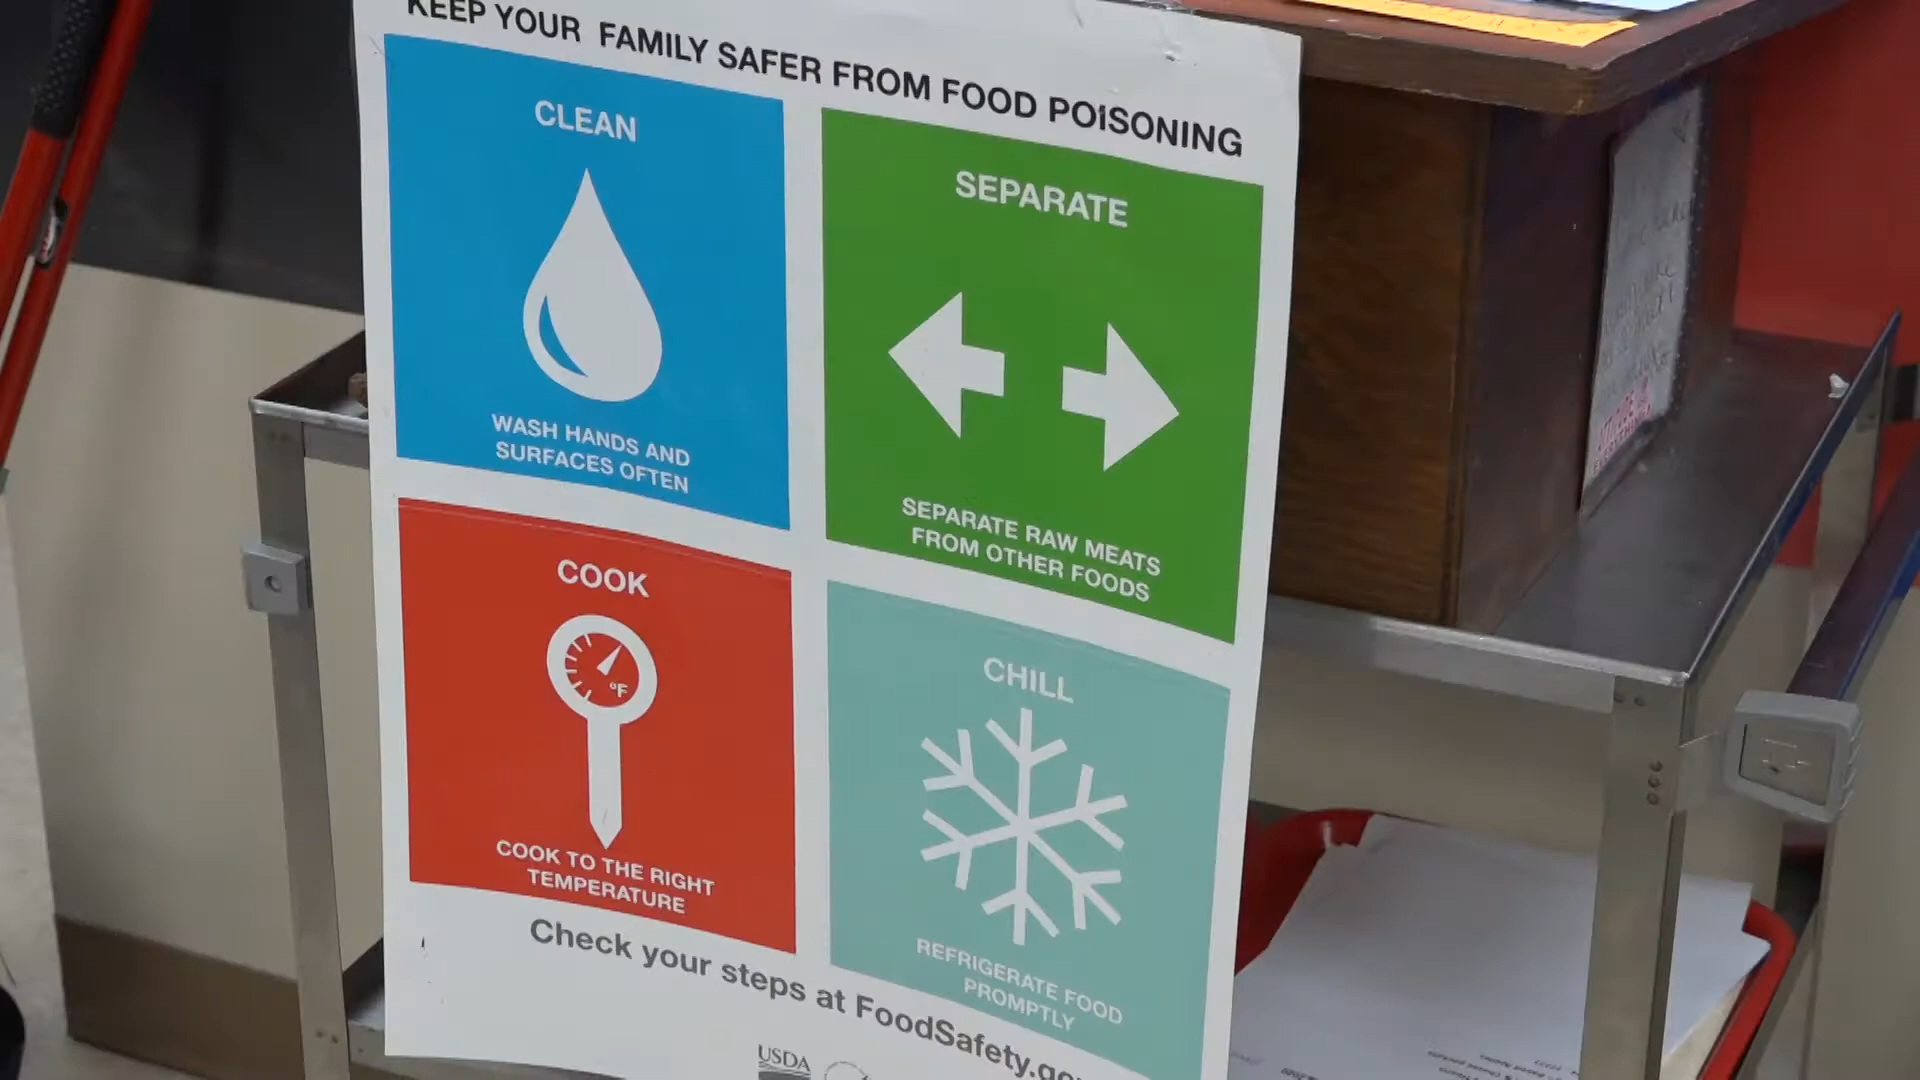 KEEP YOUR FAMILY SAFER FROM FOOD POISONING
CLEAN
WASH HANDS AND
SURFACES OFTEN
SEPARATE
SEPARATE RAW MEATS
FROM OTHER FOODS
COOK
°F
COOK TO THE RIGHT
TEMPERATURE
CHILL
REFRIGERATE FOOD
PROMPTLY
Check your steps at FoodSafety.gov
USDA